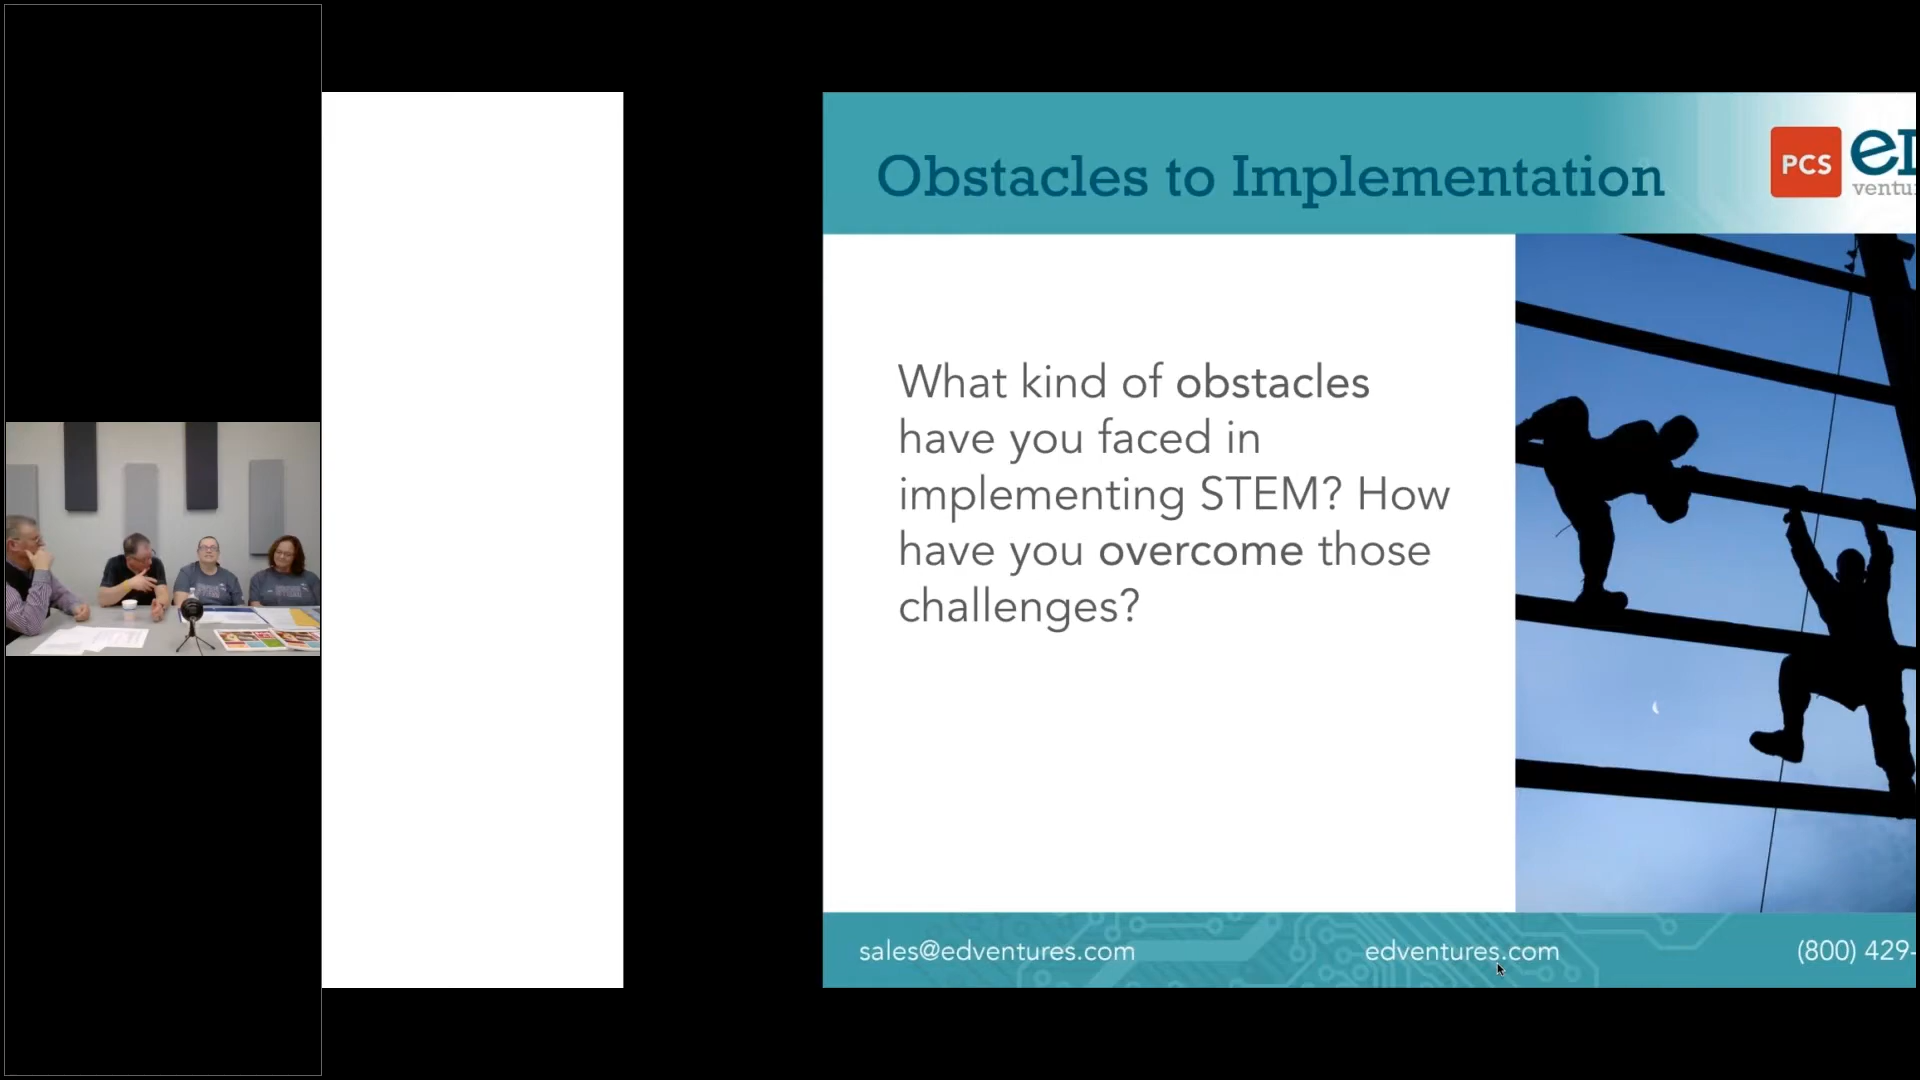 Obstacles to Implementation
PCS
What kind of obstacles
have you faced in
implementing STEM? How
have you overcome those
challenges?
sales@edventures.com
edventures.com
(800) 429-